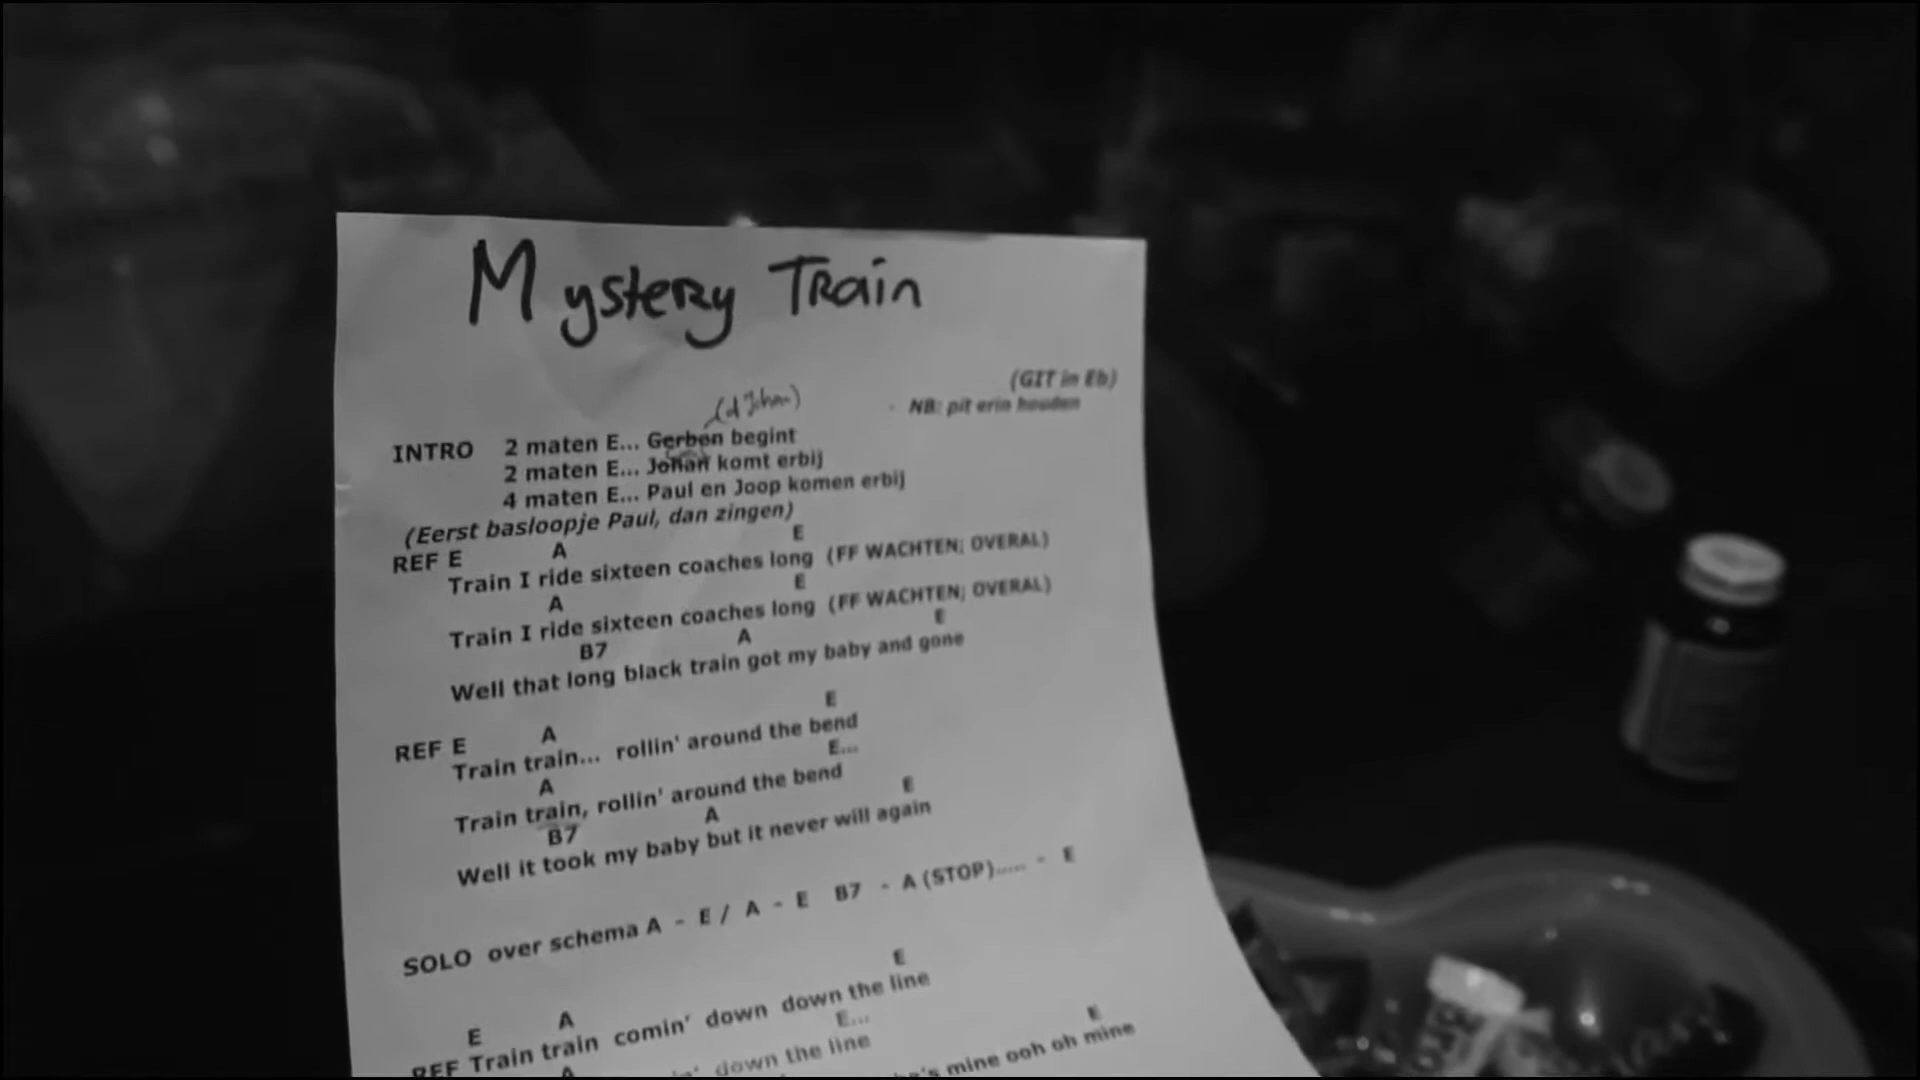 Mystery Train
(GIT in Eb)
NB: pit erin houden
INTRO 2 maten E... Gerben begint
2 maten E... Johan komt erbij
4 maten E... Paul en Joop komen erbij
(Eerst basloopje Paul, dan zingen)
REF E A E
Train I ride sixteen coaches long (FF WACHTEN; OVERAL)
A E
Train I ride sixteen coaches long (FF WACHTEN; OVERAL)
B7 A E
Well that long black train got my baby and gone
REF E A E
Train train... rollin' around the bend
A E...
Train train, rollin' around the bend
B7 A E
Well it took my baby but it never will again
SOLO over schema A - E / A - E B7 - A (STOP)..... - E
E A E
REF Train train comin' down down the line
A E...
down the line
E
mine ooh oh mine